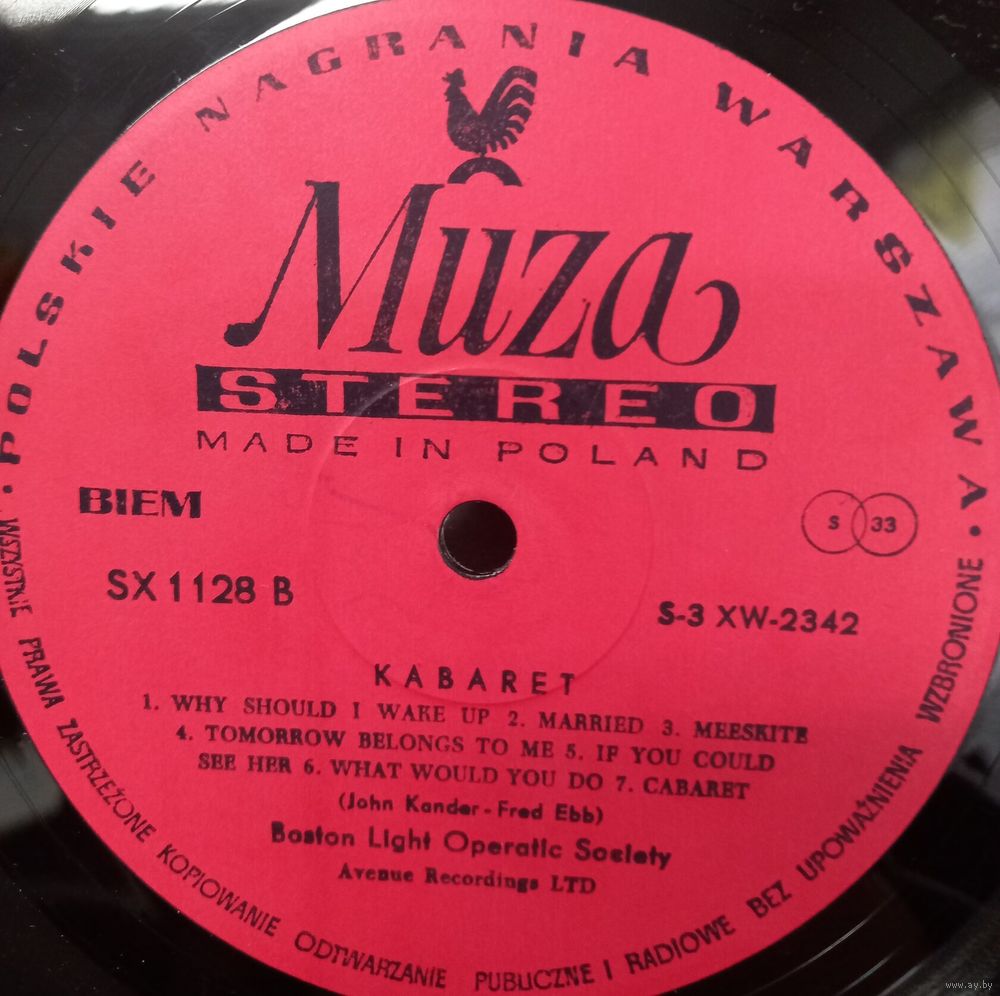 POLSKIE NAGRANIA WARSZAWA
Muza
STEREO
MADE IN POLAND
BIEM
S 33
SX 1128 B
S-3 XW-2342
KABARET
1. WHY SHOULD I WAKE UP 2. MARRIED 3. MEESKITE
4. TOMORROW BELONGS TO ME 5. IF YOU COULD
SEE HER 6. WHAT WOULD YOU DO 7. CABARET
(John Kander - Fred Ebb)
Boston Light Operatic Society
Avenue Recordings LTD
WSZYSTKIE PRAWA ZASTRZEŻONE KOPIOWANIE ODTWARZANIE PUBLICZNE I RADIOWE BEZ UPOWAŻNIENIA WZBRONIONE
www.ay.by